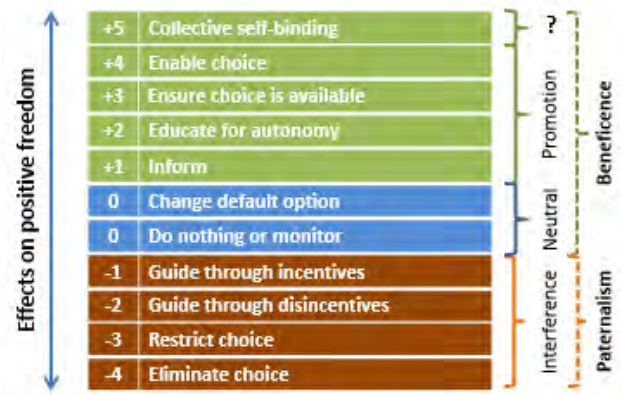 Effects on positive freedom
+5 Collective self-binding
+4 Enable choice
+3 Ensure choice is available
+2 Educate for autonomy
+1 Inform
0 Change default option
0 Do nothing or monitor
-1 Guide through incentives
-2 Guide through disincentives
-3 Restrict choice
-4 Eliminate choice
?
Promotion
Neutral
Interference
Beneficence
Paternalism